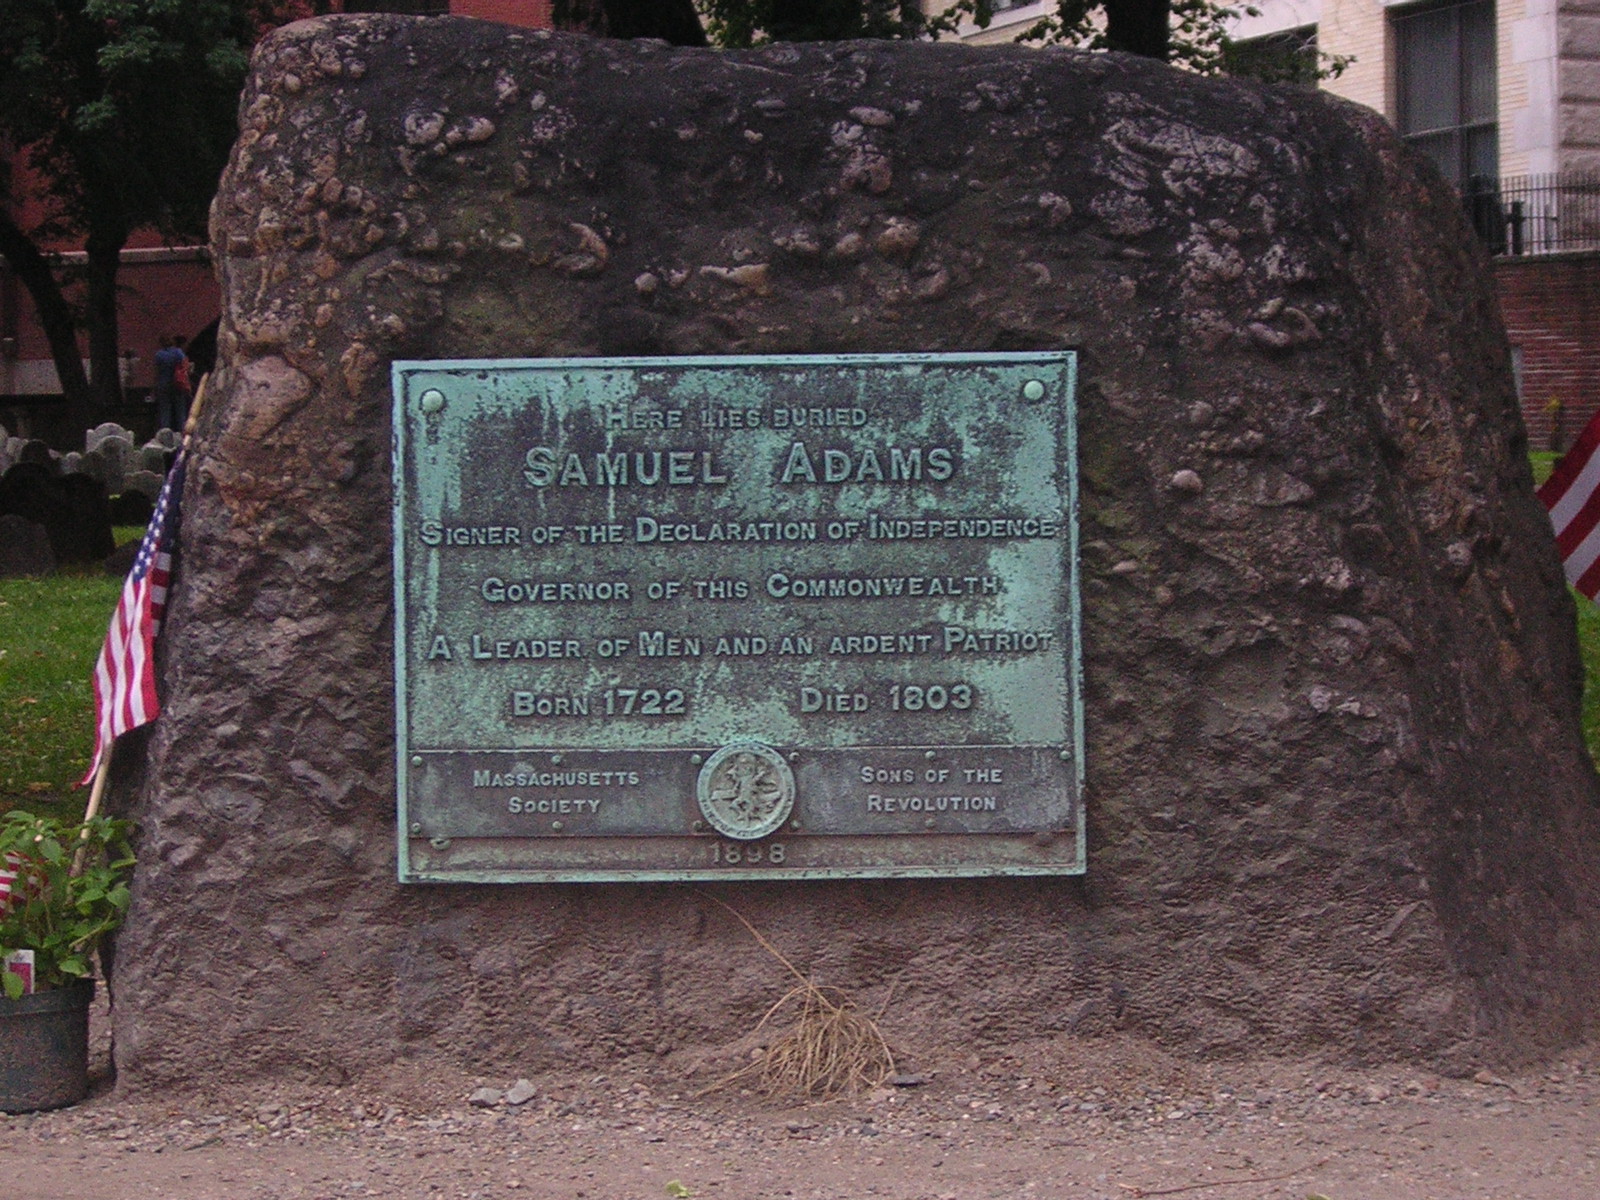 Here lies buried
Samuel Adams
Signer of the Declaration of Independence
Governor of this Commonwealth
A Leader of Men and an ardent Patriot
Born 1722 Died 1803
Massachusetts Society
Sons of the Revolution
1898